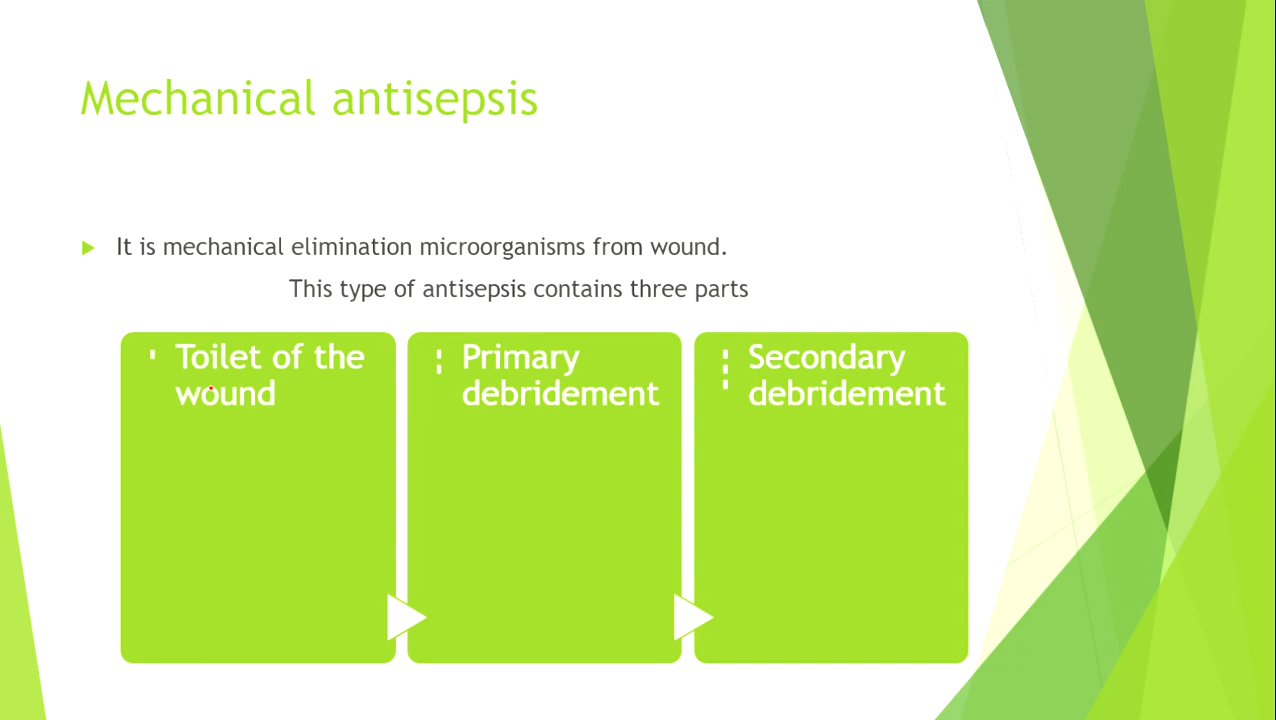 Mechanical antisepsis
It is mechanical elimination microorganisms from wound.
This type of antisepsis contains three parts
Toilet of the
wound
Primary
debridement
Secondary
debridement